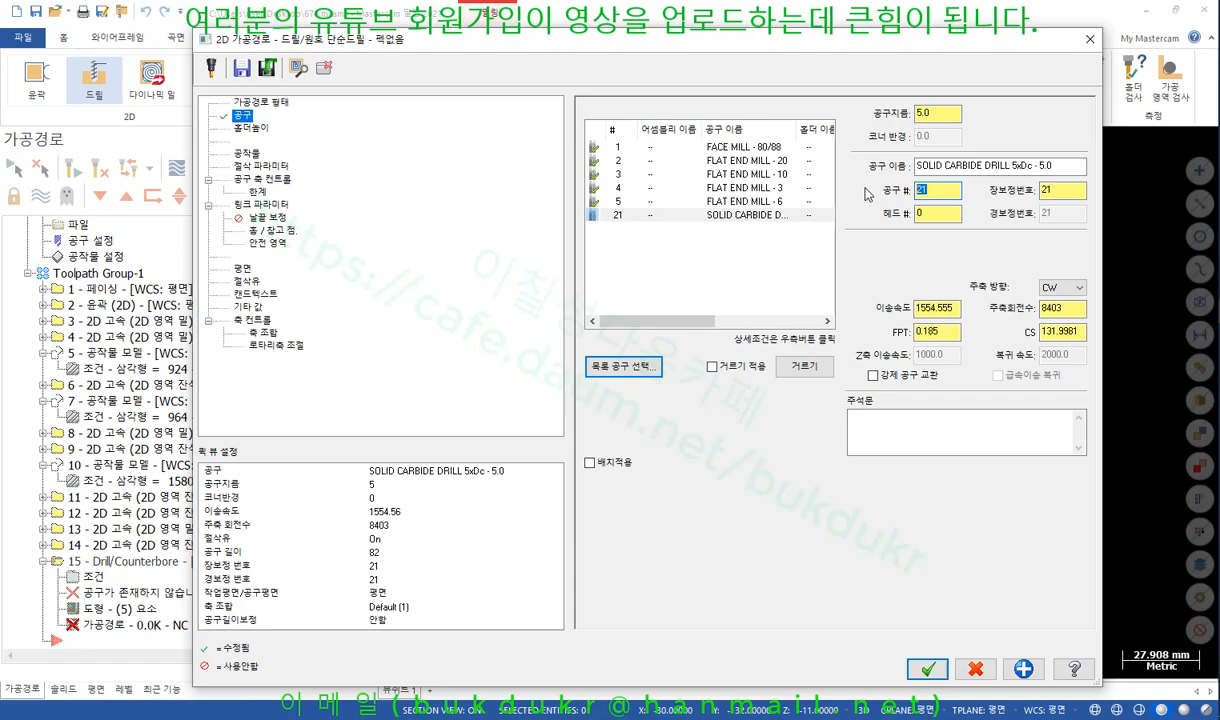 여러분의 유튜브 회원가입이 영상을 업로드하는데 큰힘이 됩니다.
파일 홈 와이어프레임 곡면
My Mastercam
2D 가공경로 - 드릴/원호 단순드릴 - 펙없음
윤곽 드릴 다이나믹 밀
2D
홀더 검사 가공 영역 검사
측정
가공경로
파일
공구 설정
공작물 설정
Toolpath Group-1
1 - 페이싱 - [WCS: 평면]
2 - 윤곽 (2D) - [WCS: 평
3 - 2D 고속 (2D 영역 밀)
4 - 2D 고속 (2D 영역 밀)
5 - 공작물 모델 - [WCS:
조건 - 삼각형 = 924
6 - 2D 고속 (2D 영역 잔
7 - 공작물 모델 - [WCS:
조건 - 삼각형 = 964
8 - 2D 고속 (2D 영역 밀)
9 - 2D 고속 (2D 영역 잔
10 - 공작물 모델 - [WCS
조건 - 삼각형 = 1580
11 - 2D 고속 (2D 영역 잔
12 - 2D 고속 (2D 영역
13 - 2D 고속 (2D 영역
14 - 2D 고속 (2D 영역
15 - Drill/Counterbore - [
조건
공구가 존재하지 않습니
도형 - (5) 요소
가공경로 - 0.0K - NC
가공경로 솔리드 평면 레벨 최근 기능
가공경로 형태
공구
홀더높이
공작물
절삭 파라미터
공구 축 컨트롤
한계
링크 파라미터
날끝 보정
홈 / 참고 점.
안전 영역
평면
절삭유
캔드텍스트
기타 값
축 컨트롤
축 조합
로타리축 조절
퀵 뷰 설정
공구 SOLID CARBIDE DRILL 5xDc - 5.0
공구지름 5
코너반경 0
이송속도 1554.56
주축 회전수 8403
절삭유 On
공구 길이 82
장보정 번호 21
경보정 번호 21
작업평면/공구평면 평면
축 조합 Default (1)
공구길이보정 안함
= 수정됨
= 사용안함
# 어셈블리 이름 공구 이름 홀더 이름
1 -- FACE MILL - 80/88 --
2 -- FLAT END MILL - 20 --
3 -- FLAT END MILL - 10 --
4 -- FLAT END MILL - 3 --
5 -- FLAT END MILL - 6 --
21 -- SOLID CARBIDE D... --
상세조건은 우측버튼 클릭
목록 공구 선택... 거르기 적용 거르기
배치적용
공구지름: 5.0
코너 반경: 0.0
공구 이름 : SOLID CARBIDE DRILL 5xDc - 5.0
공구 #: 21 장보정번호: 21
헤드 #: 0 경보정번호: 21
주축 방향: CW
이송속도: 1554.555 주축회전수: 8403
FPT: 0.185 CS 131.9981
Z축 이송속도: 1000.0 복귀 속도: 2000.0
강제 공구 교환 급속이송 복귀
주석문
https://cafe.daum.net/bukdukr
27.908 mm
Metric
이 메 일 ( b u k d u k r @ h a n m a i l . n e t )